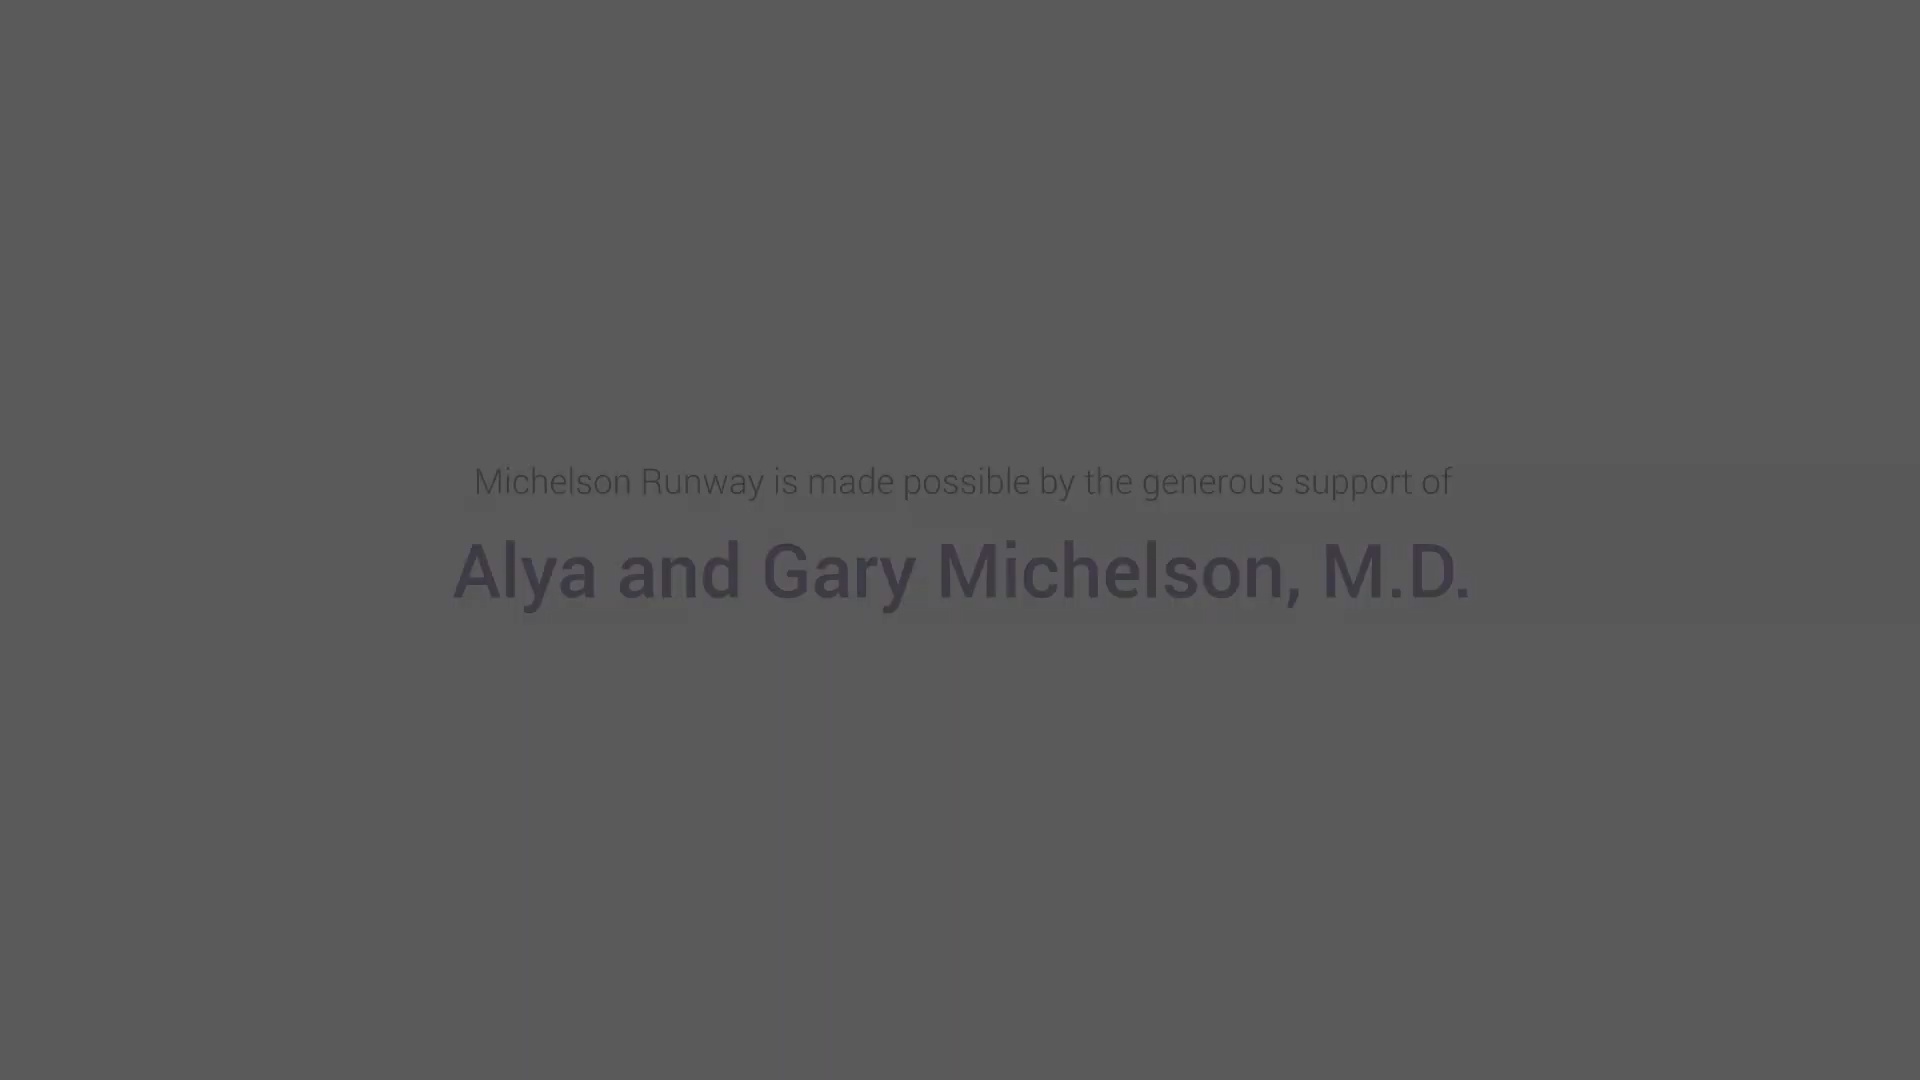 Michelson Runway is made possible by the generous support of
Alya and Gary Michelson, M.D.